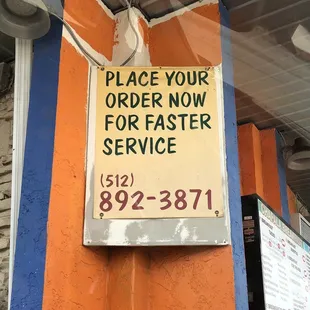 PLACE YOUR
ORDER NOW
FOR FASTER
SERVICE
(512)
892-3871